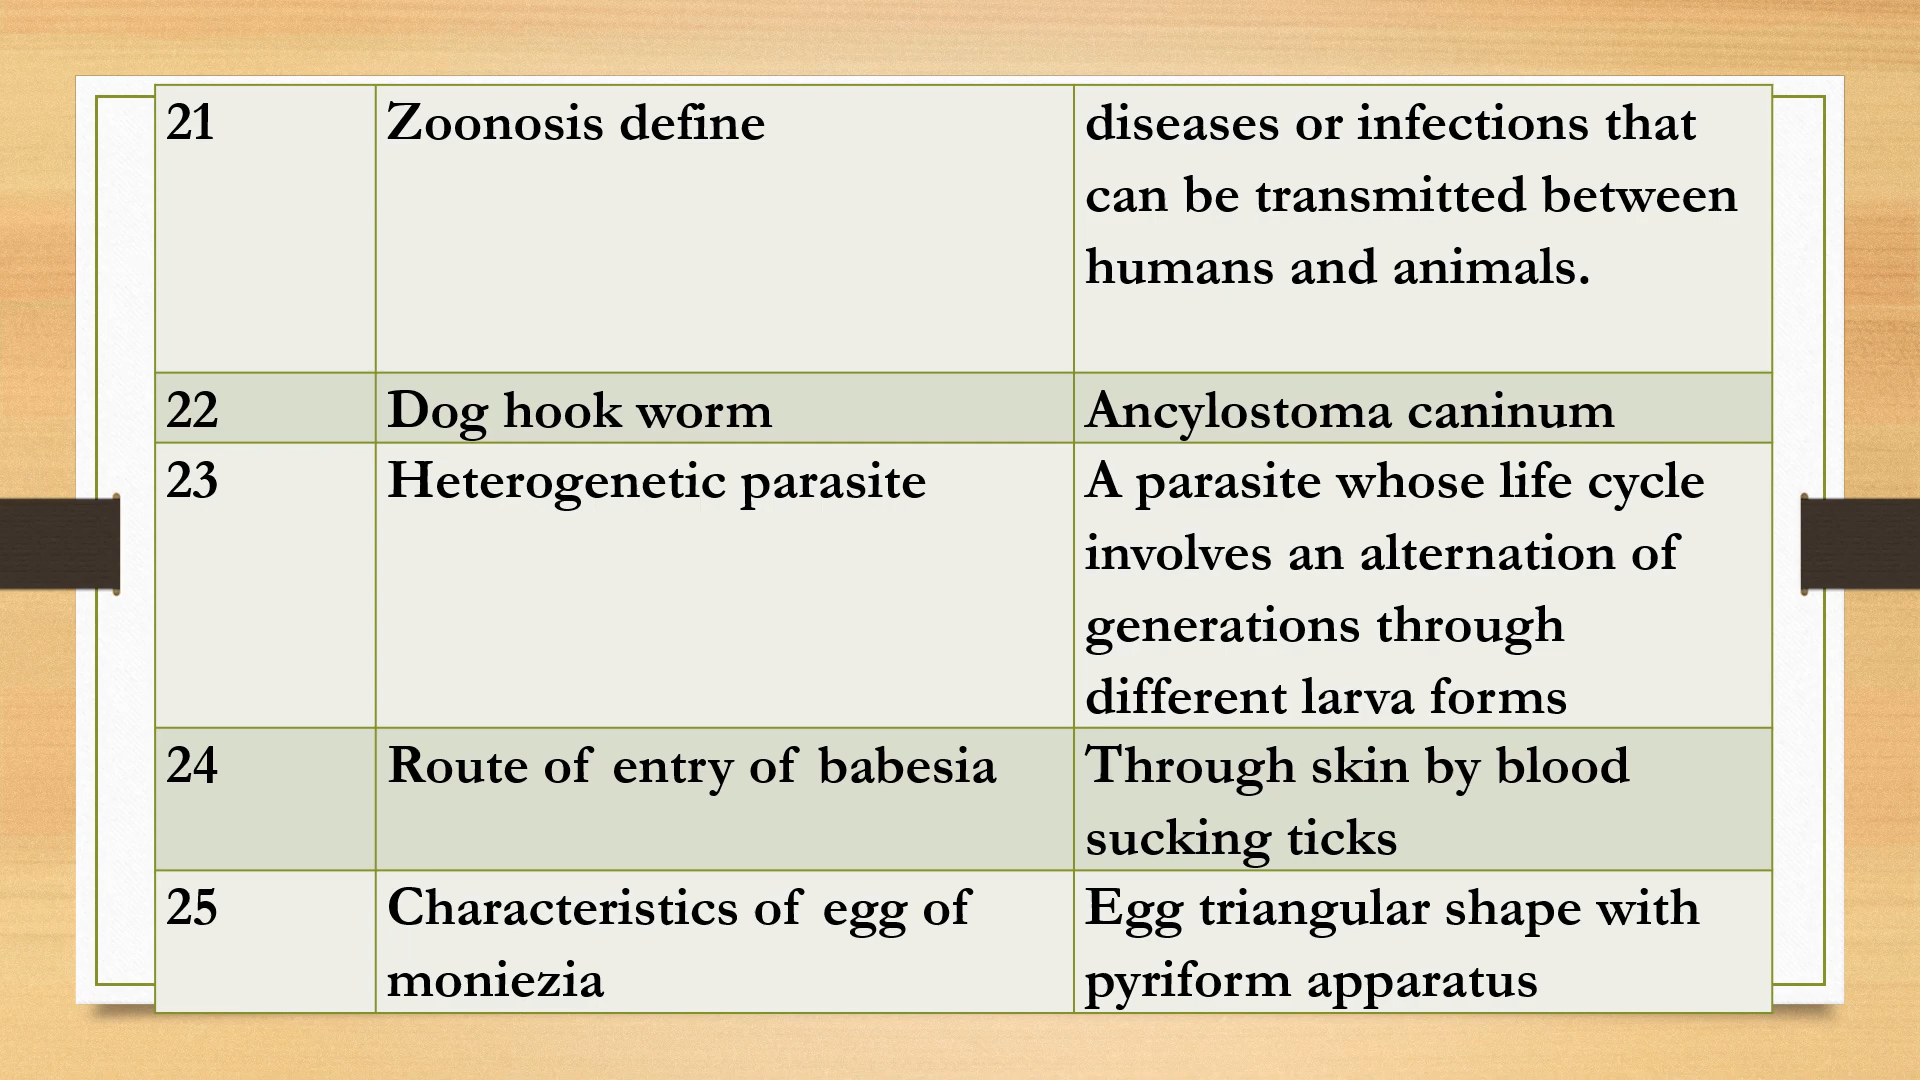 21
Zoonosis define
diseases or infections that
can be transmitted between
humans and animals.
22
Dog hook worm
Ancylostoma caninum
23
Heterogenetic parasite
A parasite whose life cycle
involves an alternation of
generations through
different larva forms
24
Route of entry of babesia
Through skin by blood
sucking ticks
25
Characteristics of egg of
moniezia
Egg triangular shape with
pyriform apparatus